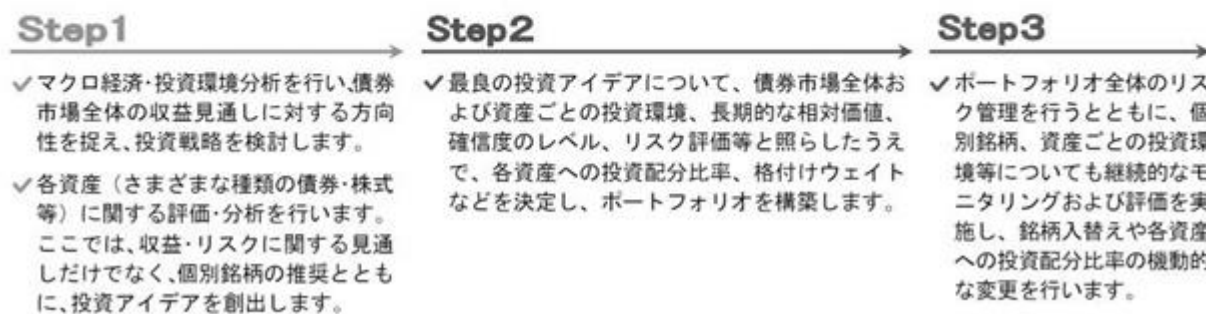 Step1
✓マクロ経済･投資環境分析を行い､債券
市場全体の収益見通しに対する方向
性を捉え､投資戦略を検討します。
✓各資産（さまざまな種類の債券･株式
等）に関する評価･分析を行います。
ここでは､収益･リスクに関する見通
しだけでなく､個別銘柄の推奨ととも
に､投資アイデアを創出します。
Step2
✓最良の投資アイデアについて、債券市場全体お
よび資産ごとの投資環境、長期的な相対価値、
確信度のレベル、リスク評価等と照らしたうえ
で、各資産への投資配分比率、格付けウェイト
などを決定し、ポートフォリオを構築します。
Step3
✓ポートフォリオ全体のリス
ク管理を行うとともに、個
別銘柄、資産ごとの投資環
境等についても継続的なモ
ニタリングおよび評価を実
施し、銘柄入替えや各資産
への投資配分比率の機動的
な変更を行います。